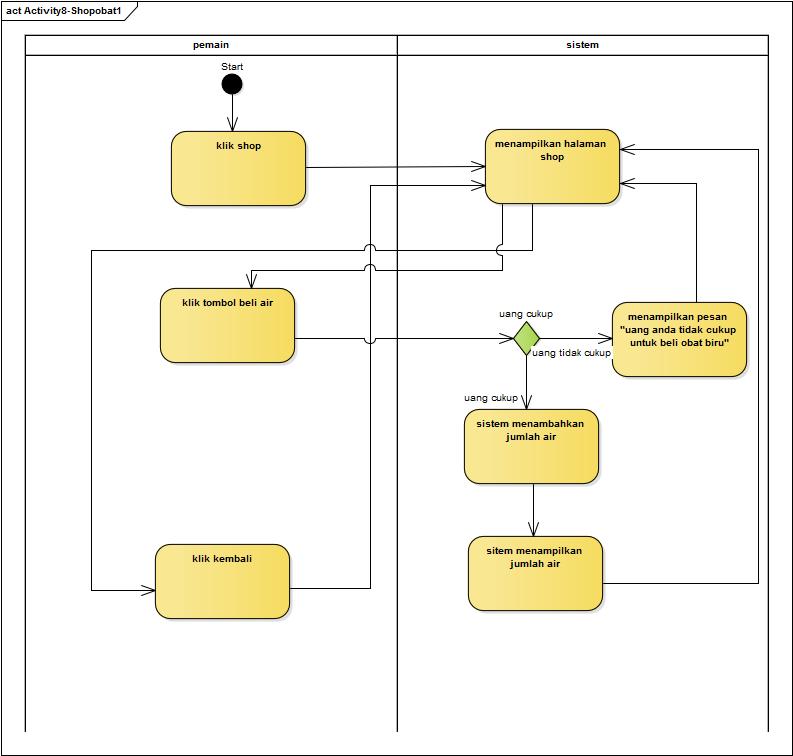 act Activity8-Shopobat1
pemain
sistem
Start
klik shop
menampilkan halaman
shop
klik tombol beli air
uang cukup
menampilkan pesan
"uang anda tidak cukup
untuk beli obat biru"
uang tidak cukup
uang cukup
sistem menambahkan
jumlah air
klik kembali
sitem menampilkan
jumlah air